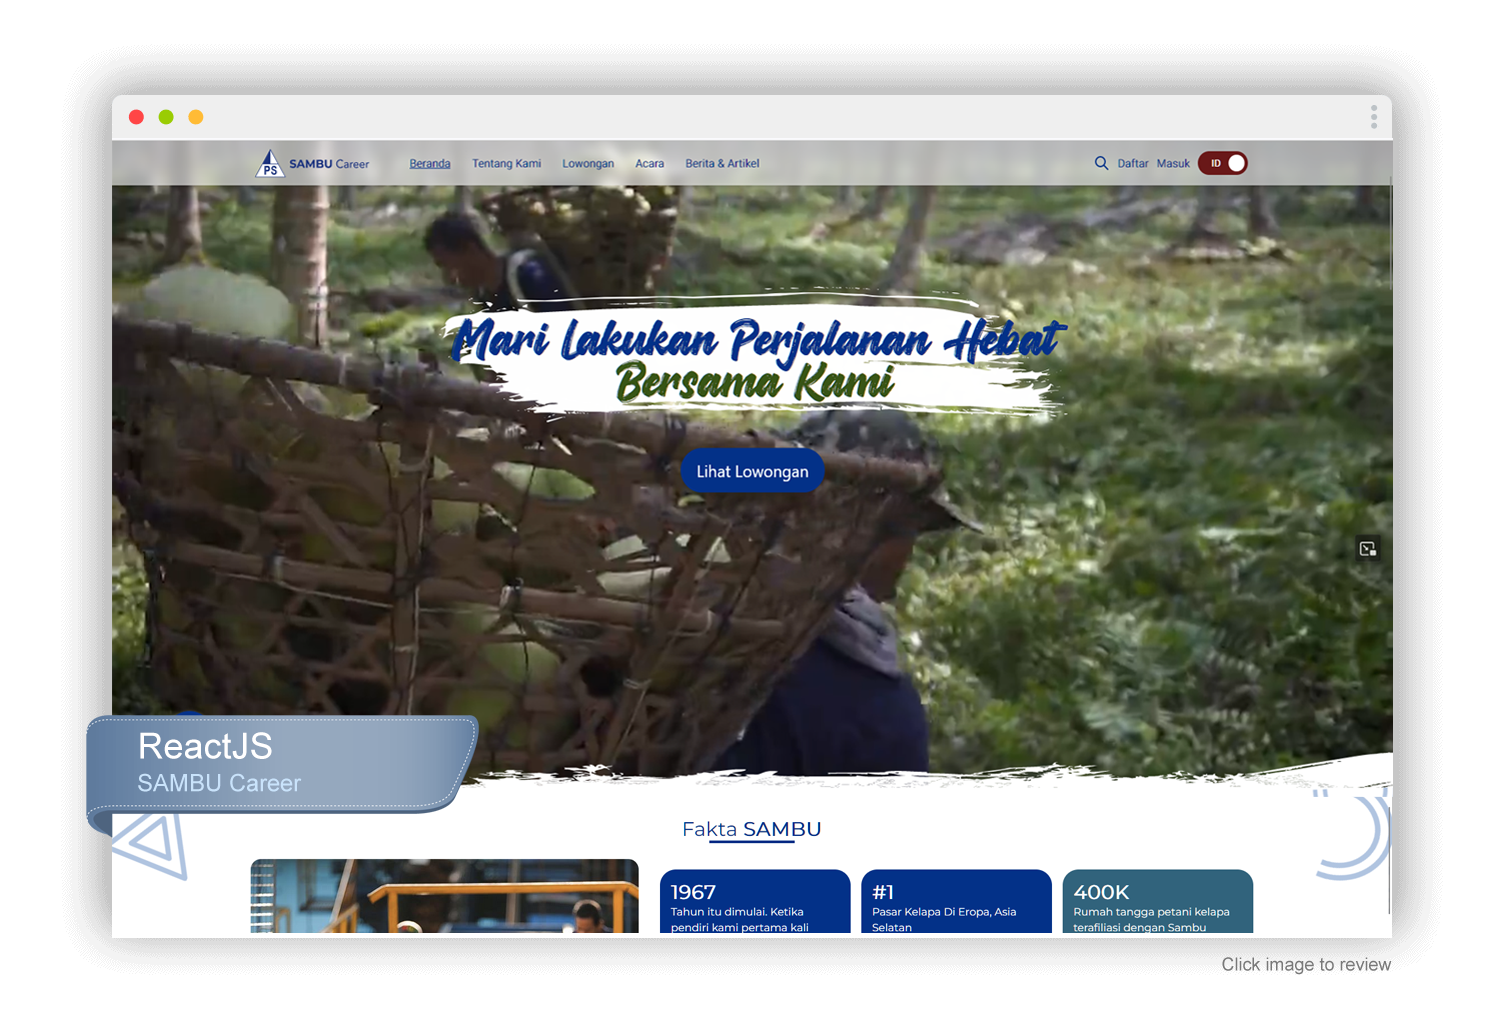 PS
SAMBU Career
Beranda
Tentang Kami
Lowongan
Acara
Berita & Artikel
Daftar
Masuk
ID
Mari Lakukan Perjalanan Hebat
Bersama Kami
Lihat Lowongan
ReactJS
SAMBU Career
Fakta SAMBU
1967
Tahun itu dimulai. Ketika
pendiri kami pertama kali
#1
Pasar Kelapa Di Eropa, Asia
Selatan
400K
Rumah tangga petani kelapa
terafiliasi dengan Sambu
Click image to review